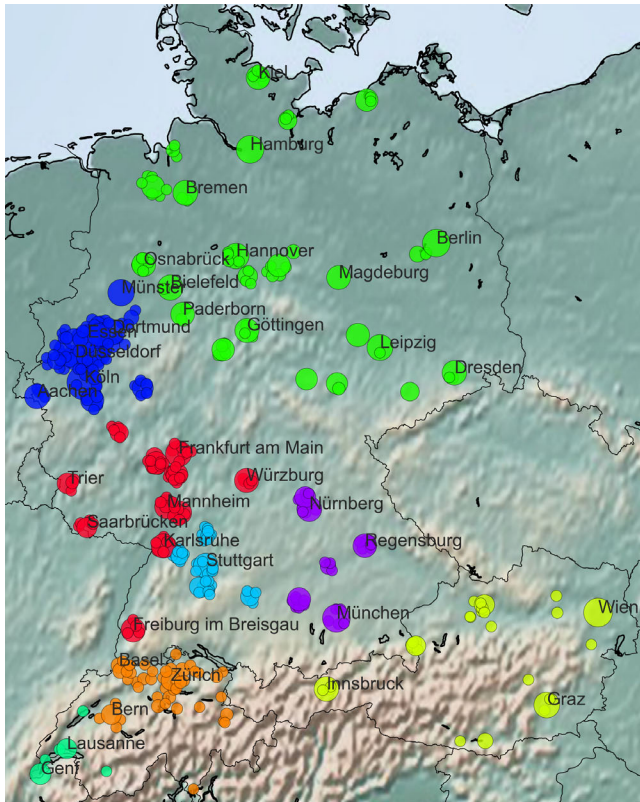 Kiel
Hamburg
Bremen
Berlin
Osnabrück
Hannover
Magdeburg
Münster
Bielefeld
Paderborn
Dortmund
Essen
Göttingen
Leipzig
Düsseldorf
Köln
Dresden
Aachen
Frankfurt am Main
Trier
Würzburg
Mannheim
Nürnberg
Saarbrücken
Karlsruhe
Regensburg
Stuttgart
Wien
Freiburg im Breisgau
München
Basel
Zürich
Innsbruck
Graz
Bern
Lausanne
Genf